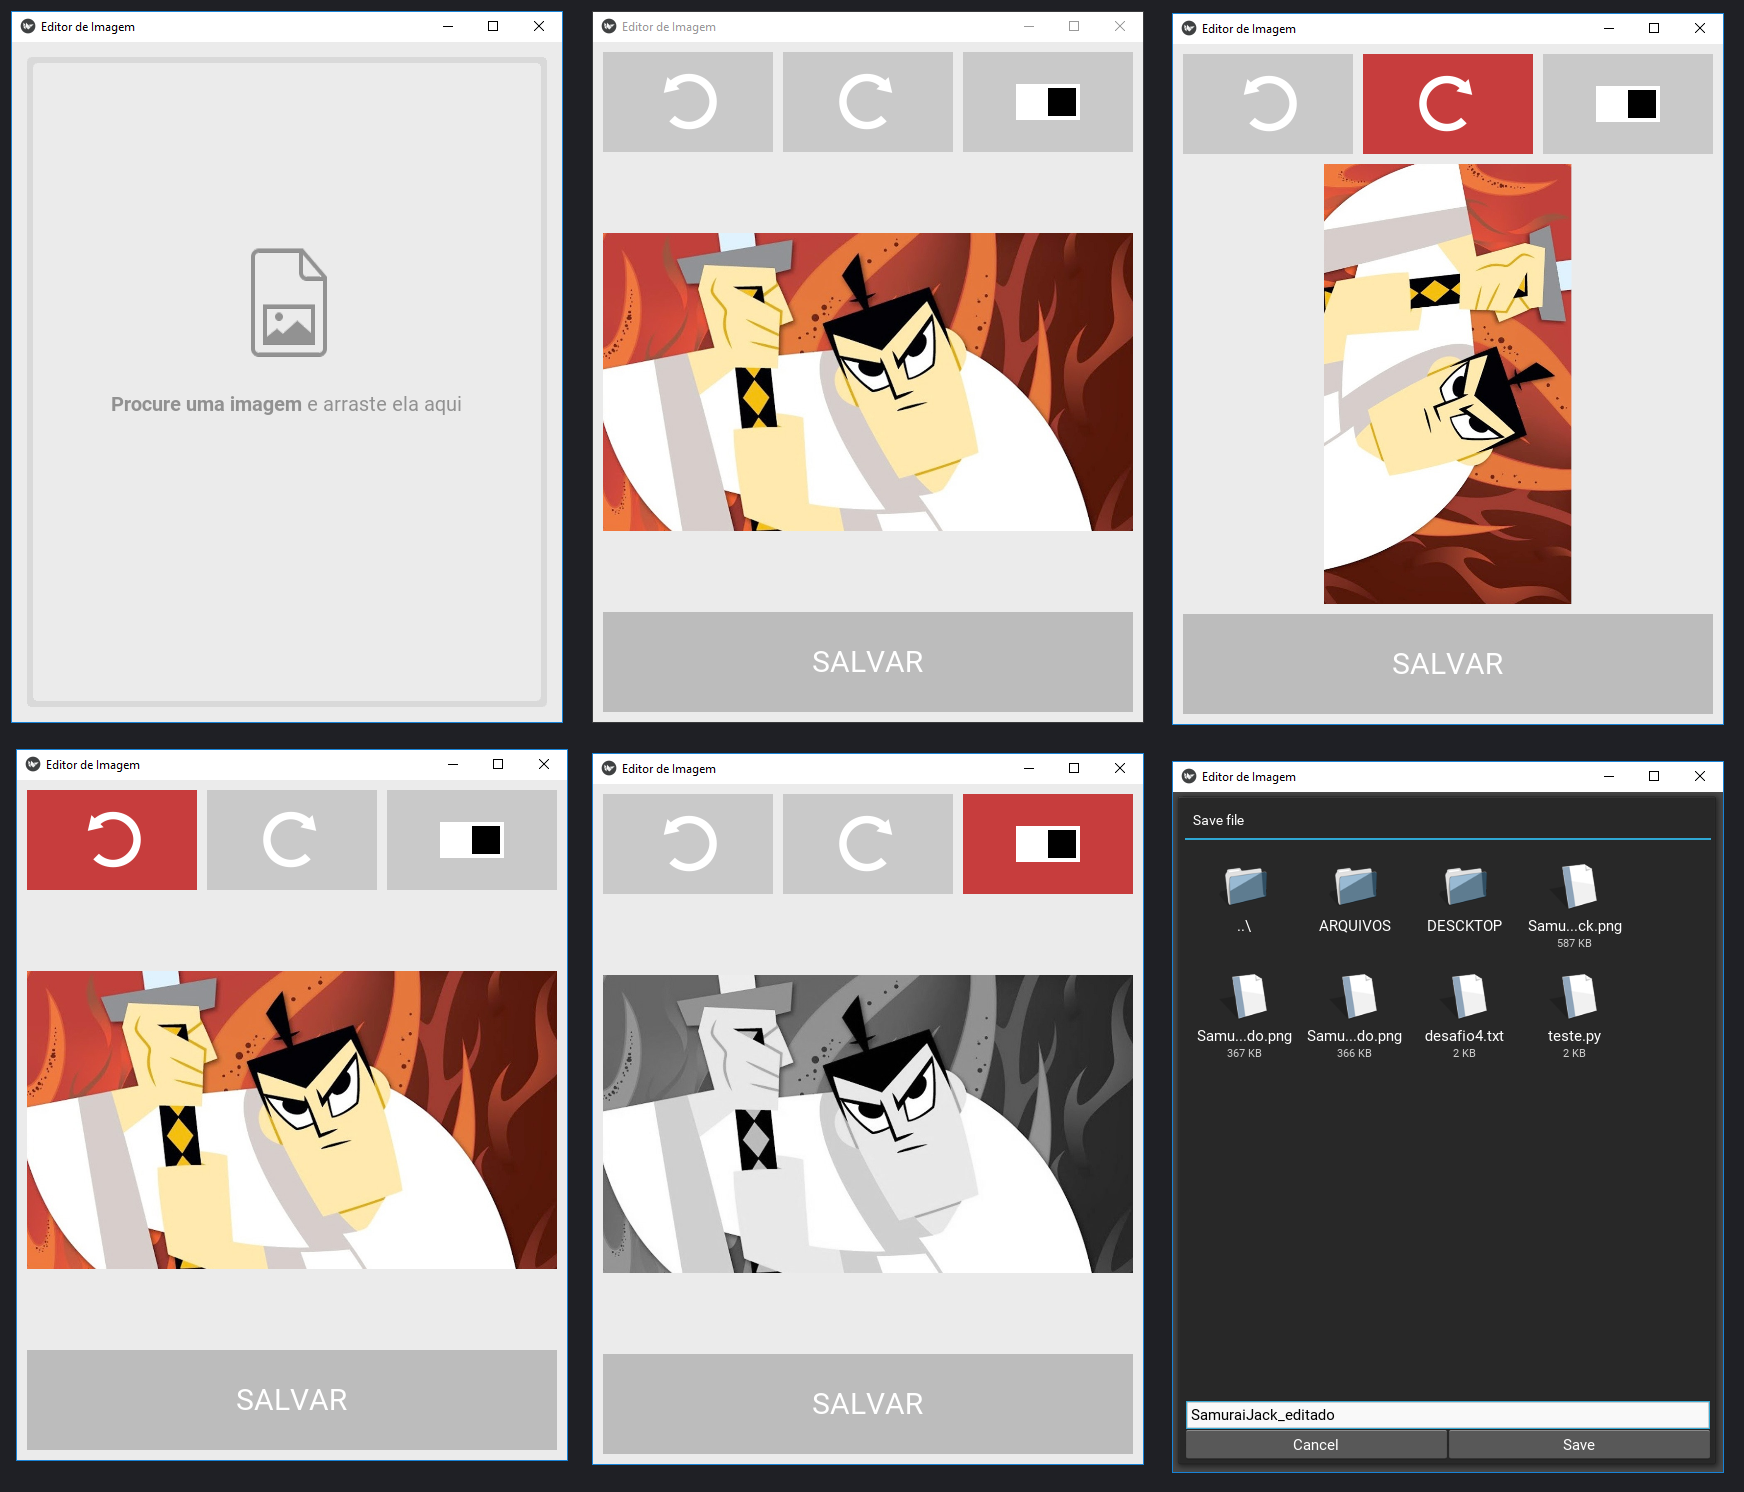 Editor de Imagem
Procure uma imagem e arraste ela aqui
Editor de Imagem
SALVAR
Editor de Imagem
SALVAR
Editor de Imagem
SALVAR
Editor de Imagem
SALVAR
Editor de Imagem
Save file
..\ ARQUIVOS DESCKTOP Samu...ck.png
587 KB
Samu...do.png Samu...do.png desafio4.txt teste.py
367 KB 366 KB 2 KB 2 KB
SamuraiJack_editado
Cancel Save